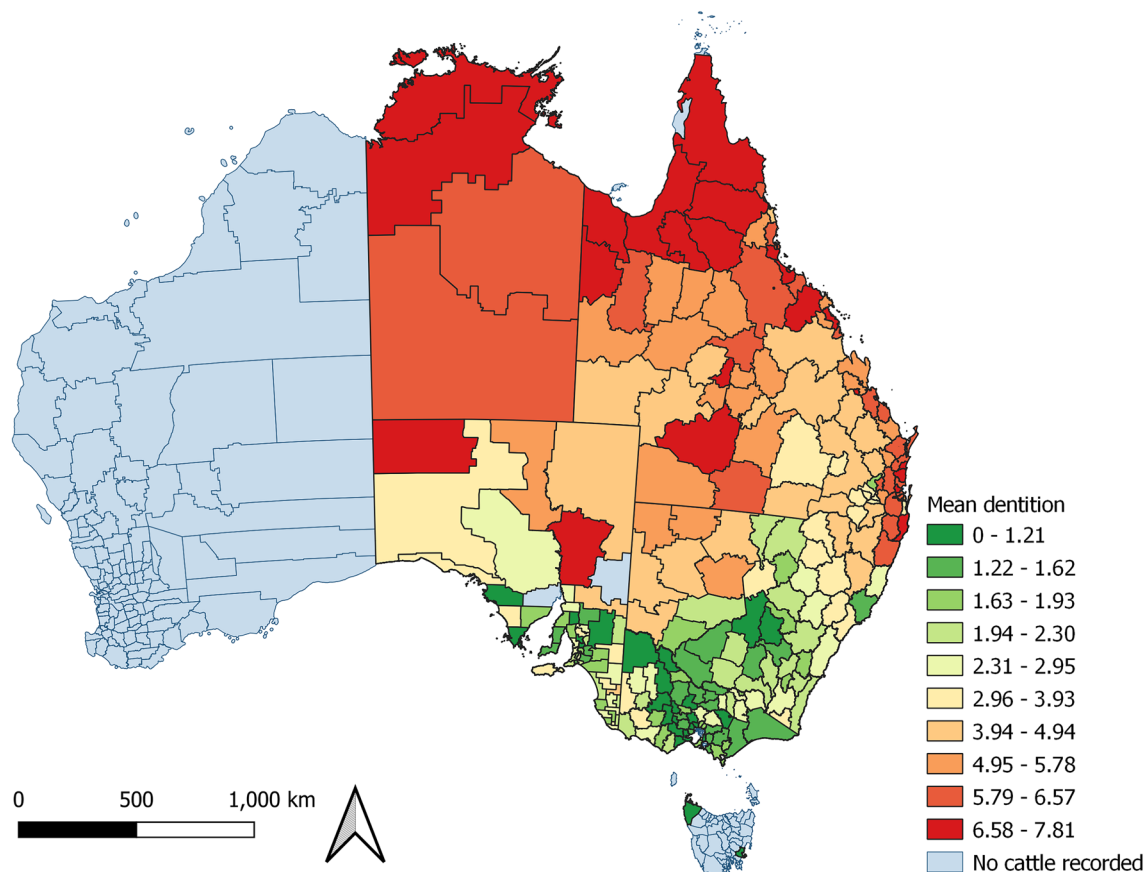 Mean dentition
0 - 1.21
1.22 - 1.62
1.63 - 1.93
1.94 - 2.30
2.31 - 2.95
2.96 - 3.93
3.94 - 4.94
4.95 - 5.78
5.79 - 6.57
6.58 - 7.81
No cattle recorded
0 500 1,000 km